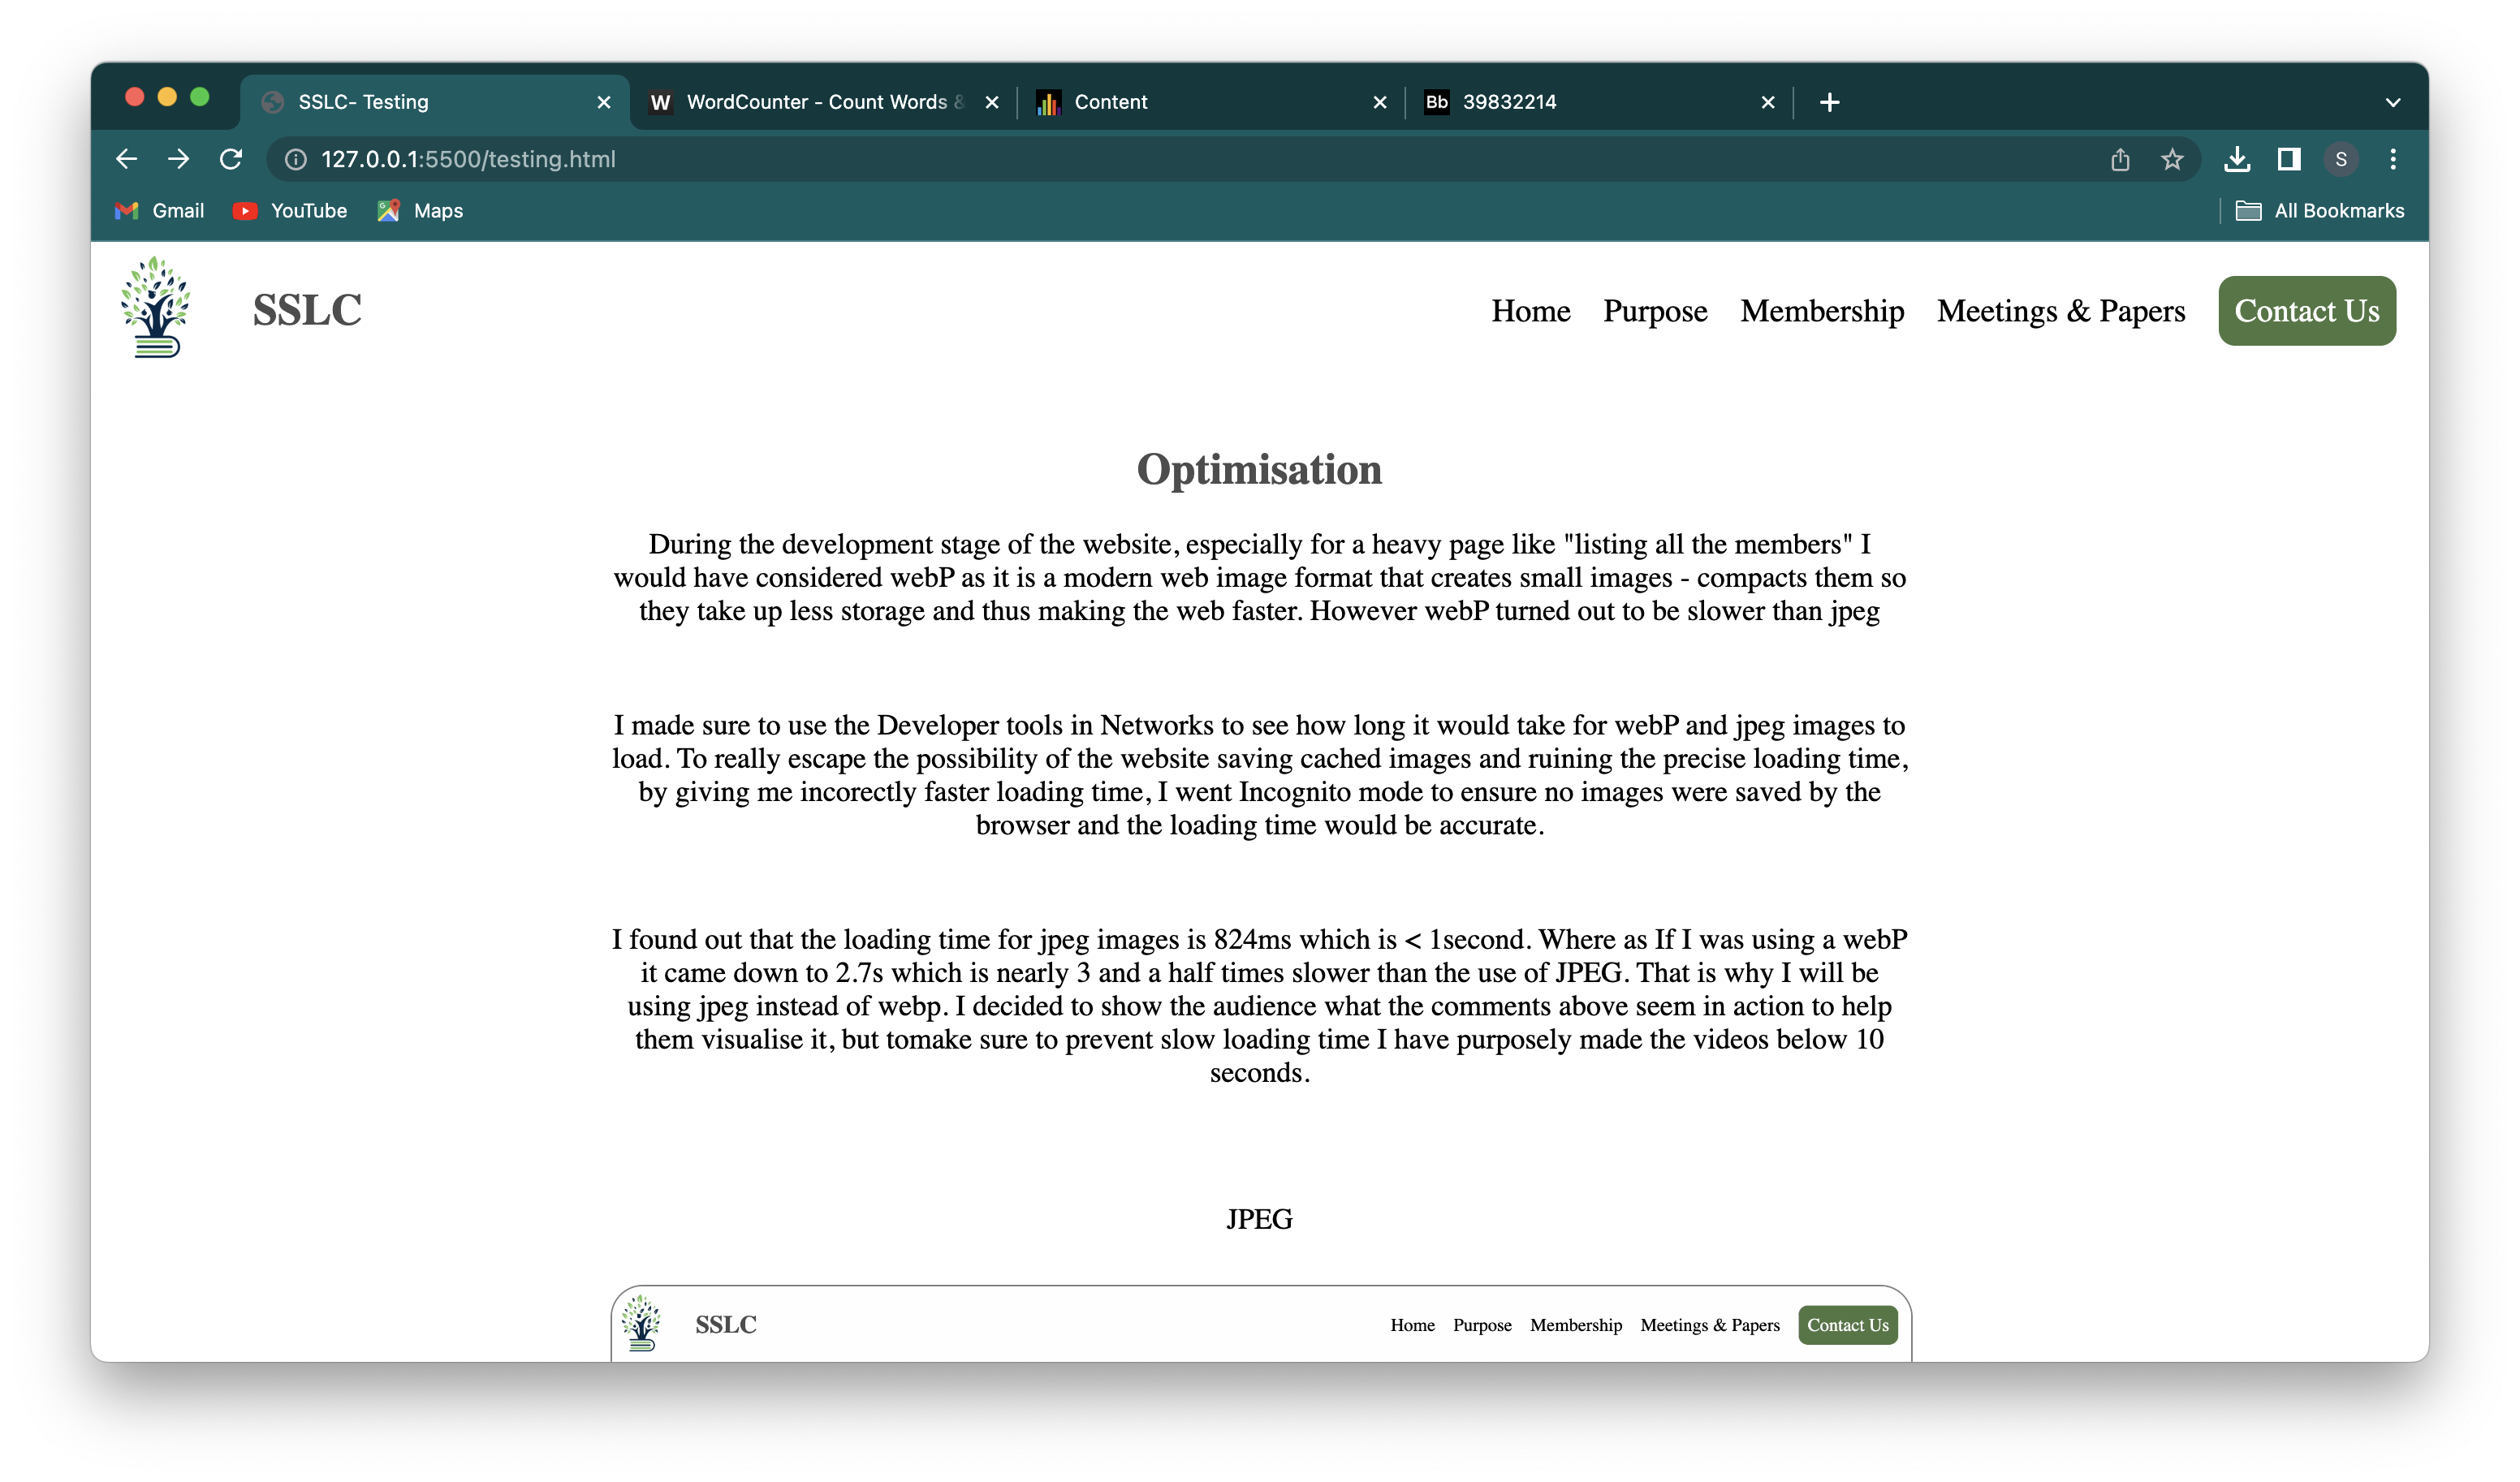 SSLC- Testing
WordCounter - Count Words &
Content
Bb 39832214
127.0.0.1:5500/testing.html
S
Gmail
YouTube
Maps
All Bookmarks
SSLC
Home
Purpose
Membership
Meetings & Papers
Contact Us
Optimisation
During the development stage of the website, especially for a heavy page like "listing all the members" I
would have considered webP as it is a modern web image format that creates small images - compacts them so
they take up less storage and thus making the web faster. However webP turned out to be slower than jpeg
I made sure to use the Developer tools in Networks to see how long it would take for webP and jpeg images to
load. To really escape the possibility of the website saving cached images and ruining the precise loading time,
by giving me incorectly faster loading time, I went Incognito mode to ensure no images were saved by the
browser and the loading time would be accurate.
I found out that the loading time for jpeg images is 824ms which is < 1second. Where as If I was using a webP
it came down to 2.7s which is nearly 3 and a half times slower than the use of JPEG. That is why I will be
using jpeg instead of webp. I decided to show the audience what the comments above seem in action to help
them visualise it, but tomake sure to prevent slow loading time I have purposely made the videos below 10
seconds.
JPEG
SSLC
Home
Purpose
Membership
Meetings & Papers
Contact Us